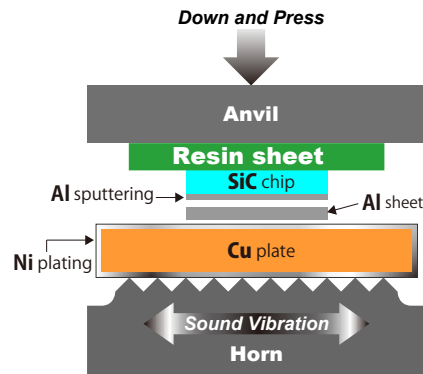 Down and Press
Anvil
Resin sheet
SiC chip
Al sputtering
Al sheet
Cu plate
Ni plating
Sound Vibration
Horn